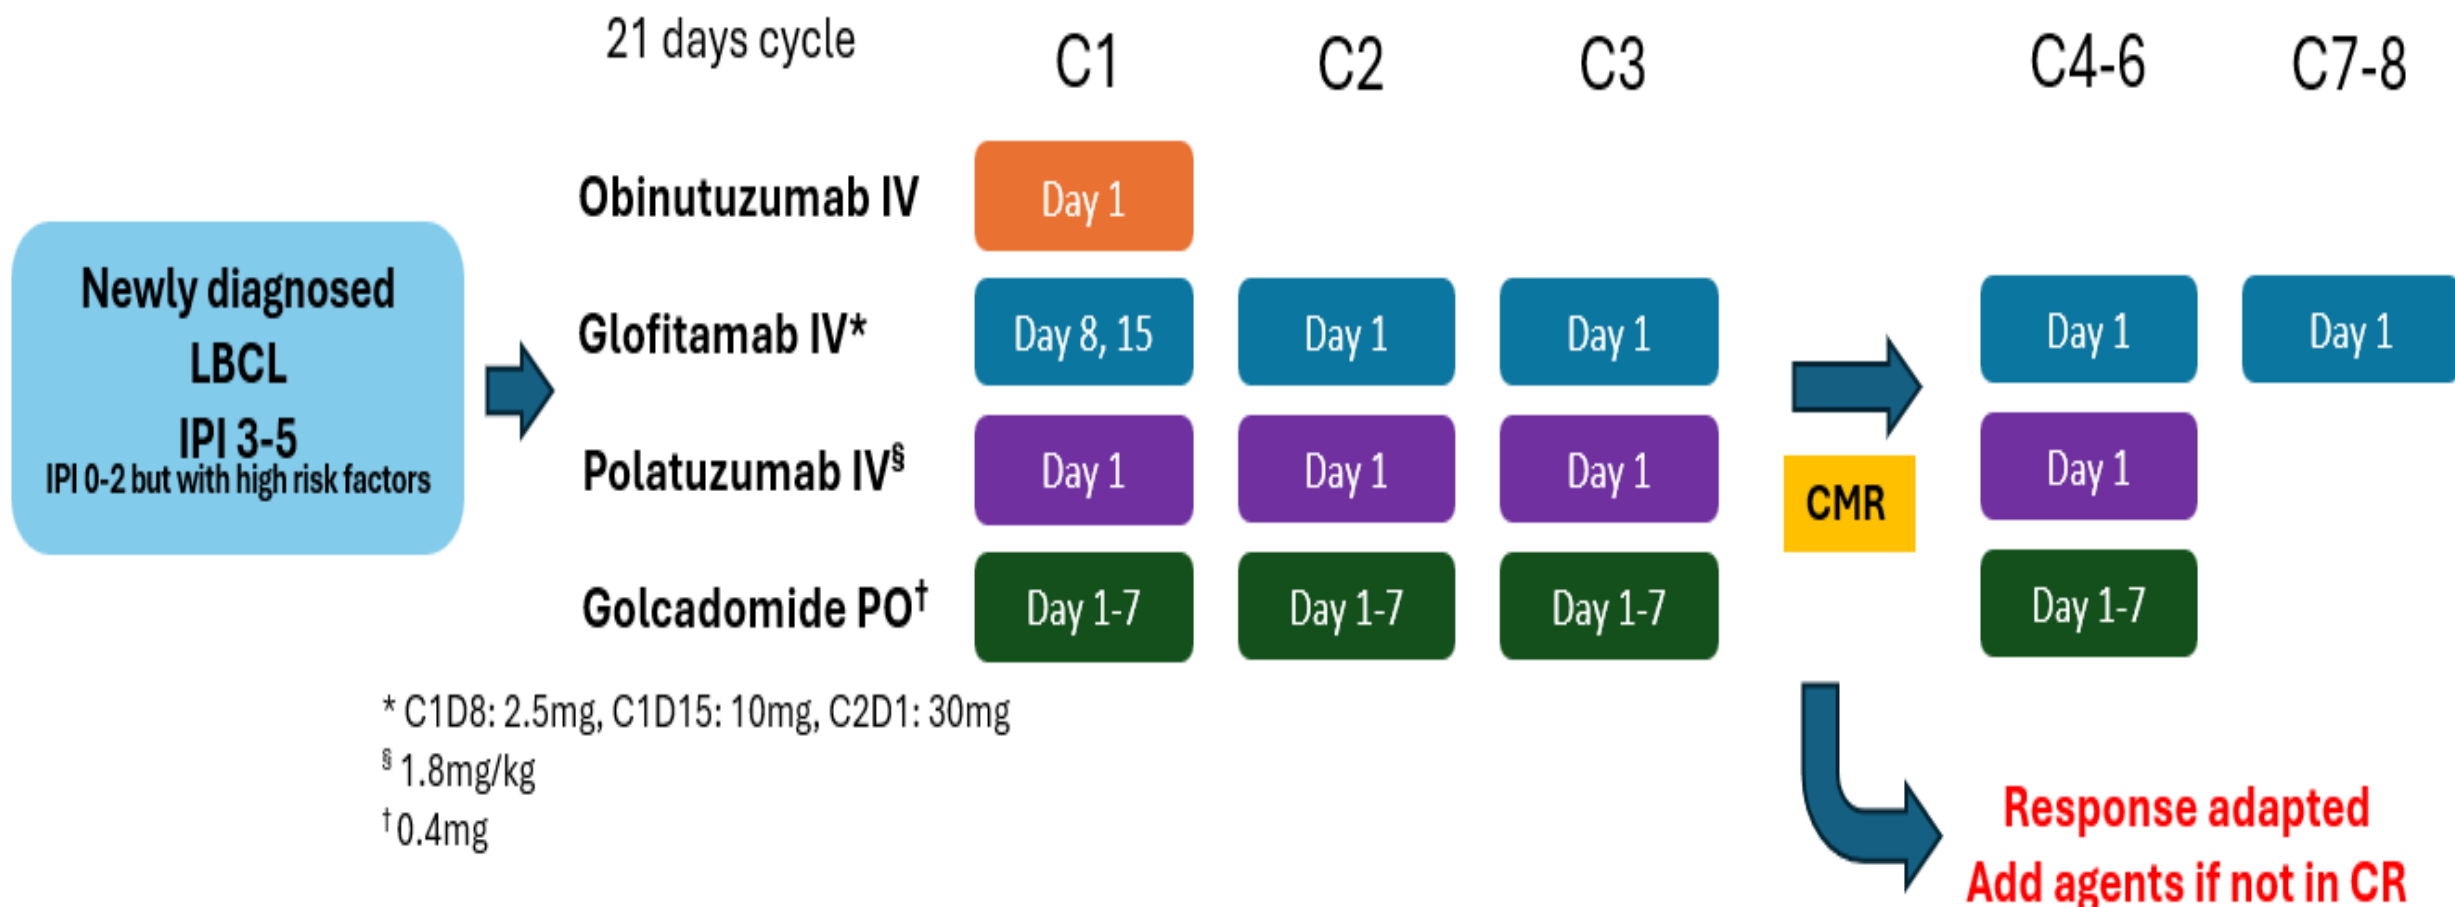 21 days cycle C1 C2 C3 C4-6 C7-8
Obinutuzumab IV Day 1
Newly diagnosed
LBCL
IPI 3-5
IPI 0-2 but with high risk factors
Glofitamab IV* Day 8, 15 Day 1 Day 1 Day 1 Day 1
Polatuzumab IV§ Day 1 Day 1 Day 1 Day 1
CMR
Golcadomide PO† Day 1-7 Day 1-7 Day 1-7 Day 1-7
* C1D8: 2.5mg, C1D15: 10mg, C2D1: 30mg
§ 1.8mg/kg
† 0.4mg
Response adapted
Add agents if not in CR